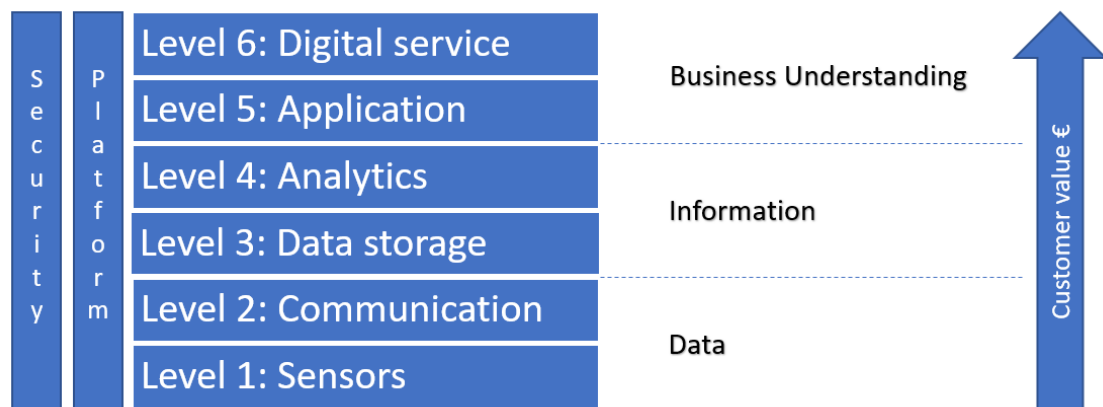 Security
Platform
Level 6: Digital service
Level 5: Application
Level 4: Analytics
Level 3: Data storage
Level 2: Communication
Level 1: Sensors
Business Understanding
Information
Data
Customer value €